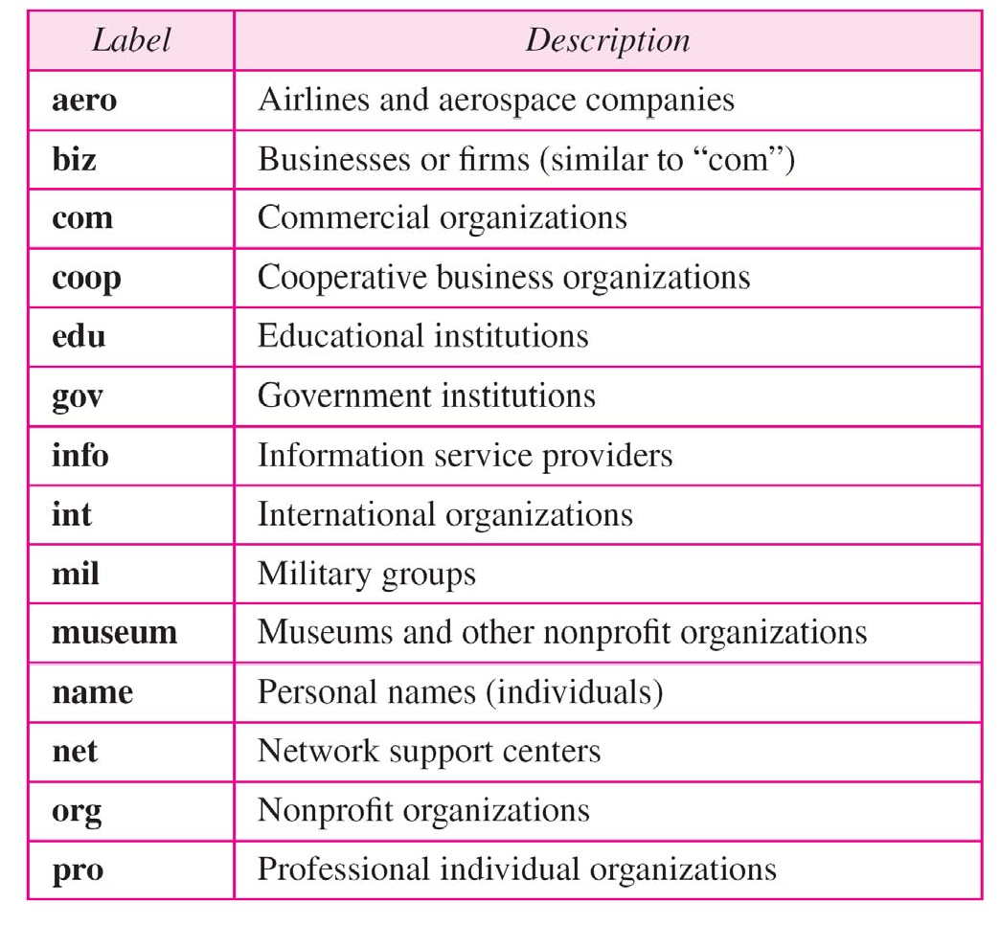 Label Description
aero Airlines and aerospace companies
biz Businesses or firms (similar to “com”)
com Commercial organizations
coop Cooperative business organizations
edu Educational institutions
gov Government institutions
info Information service providers
int International organizations
mil Military groups
museum Museums and other nonprofit organizations
name Personal names (individuals)
net Network support centers
org Nonprofit organizations
pro Professional individual organizations